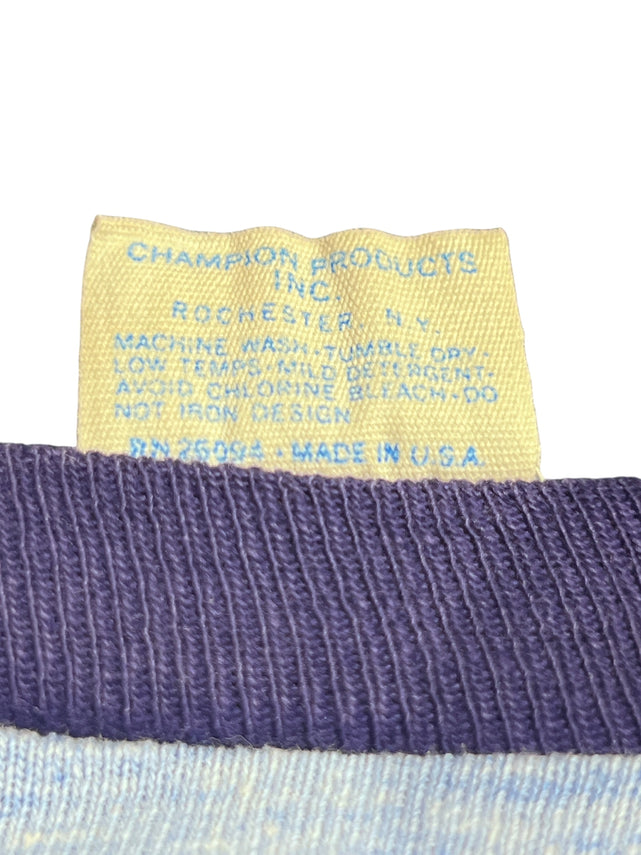 CHAMPION PRODUCTS
INC.
ROCHESTER, N.Y.
MACHINE WASH-TUMBLE DRY-
LOW TEMPS-MILD DETERGENT-
AVOID CHLORINE BLEACH-DO
NOT IRON DESIGN
RN 26094 • MADE IN U.S.A.